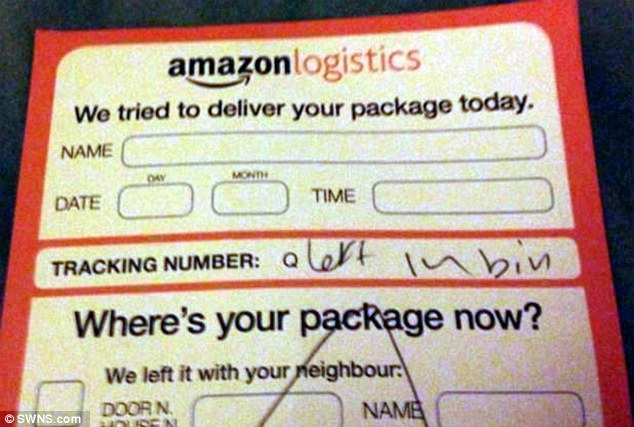 amazonlogistics
We tried to deliver your package today.
NAME
DAY MONTH
DATE TIME
TRACKING NUMBER: Q left in bin
Where's your package now?
We left it with your neighbour:
DOOR N. NAME
© SWNS.com